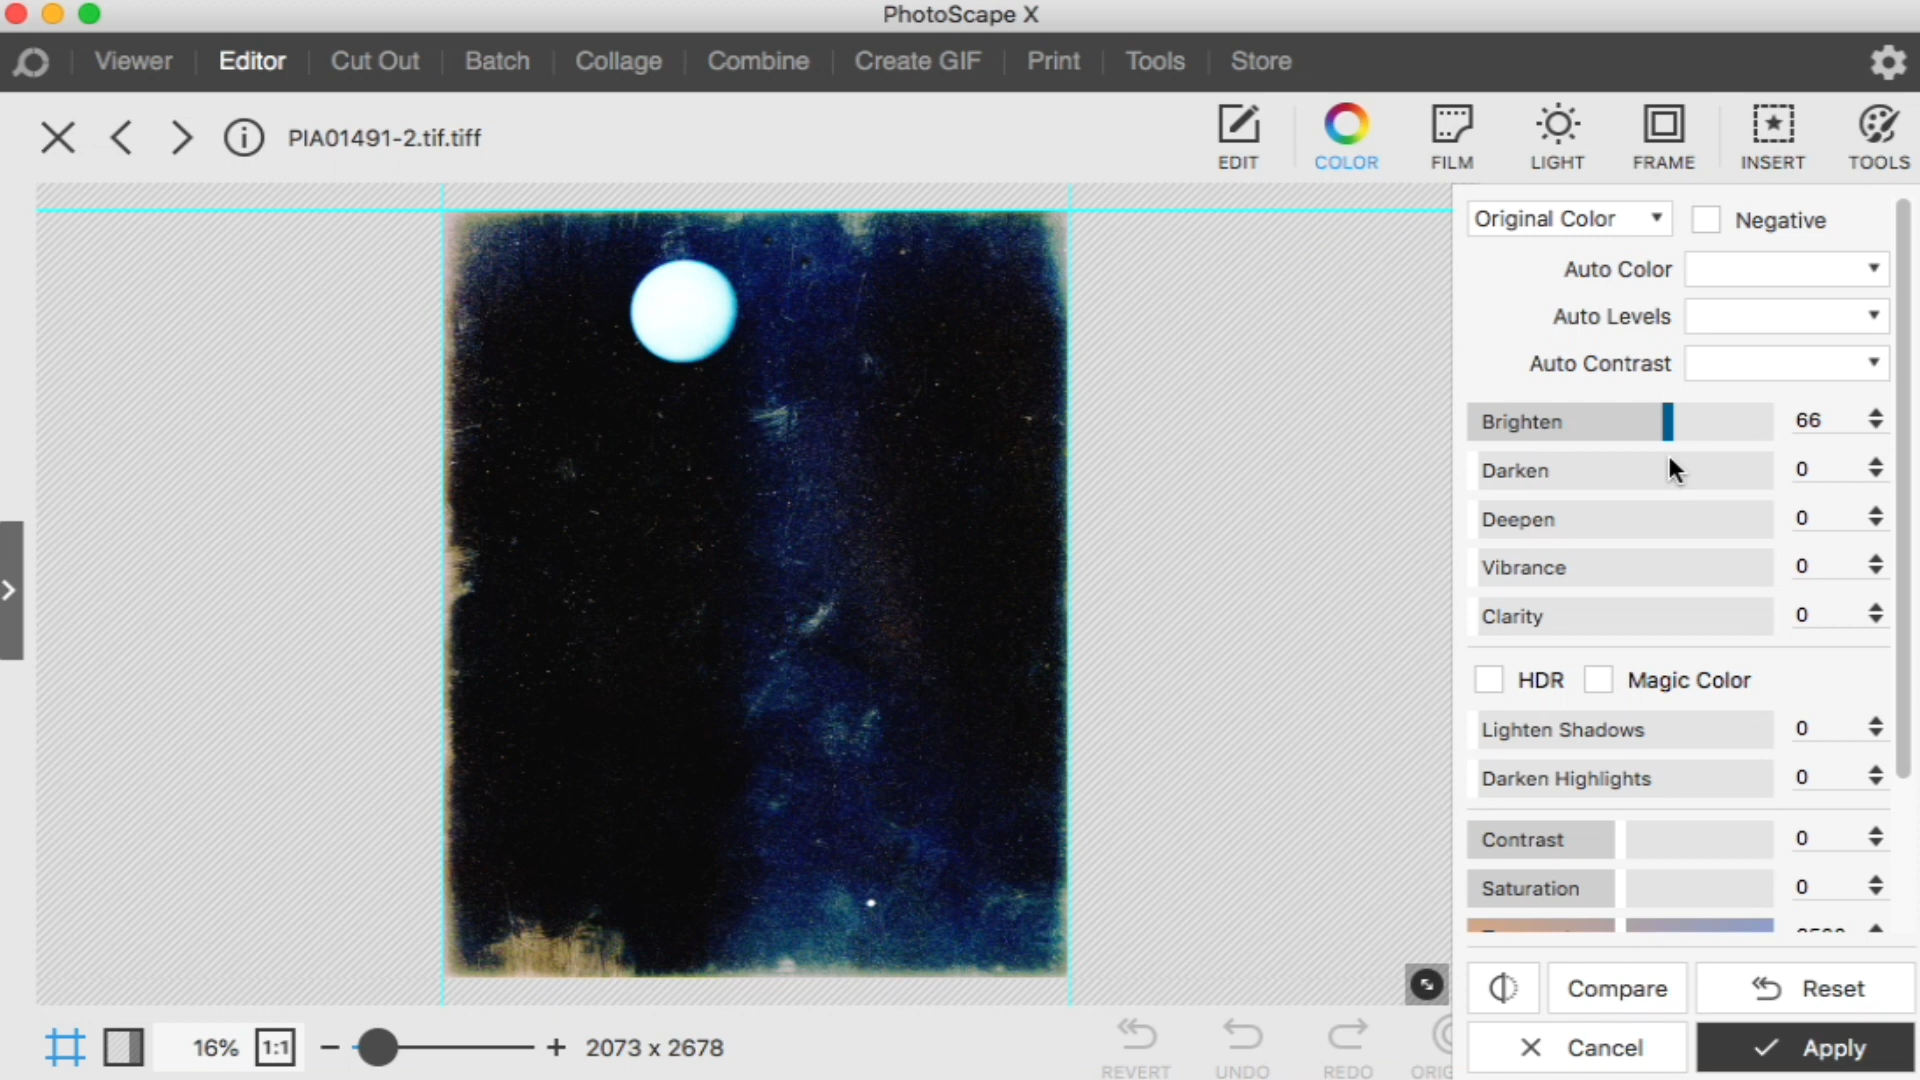 PhotoScape X
Viewer Editor Cut Out Batch Collage Combine Create GIF Print Tools Store
PIA01491-2.tif.tiff
EDIT COLOR FILM LIGHT FRAME INSERT TOOLS
Original Color Negative
Auto Color
Auto Levels
Auto Contrast
Brighten 66
Darken 0
Deepen 0
Vibrance 0
Clarity 0
HDR Magic Color
Lighten Shadows 0
Darken Highlights 0
Contrast 0
Saturation 0
Compare Reset
16% 1:1 2073 x 2678
REVERT UNDO REDO
Cancel Apply